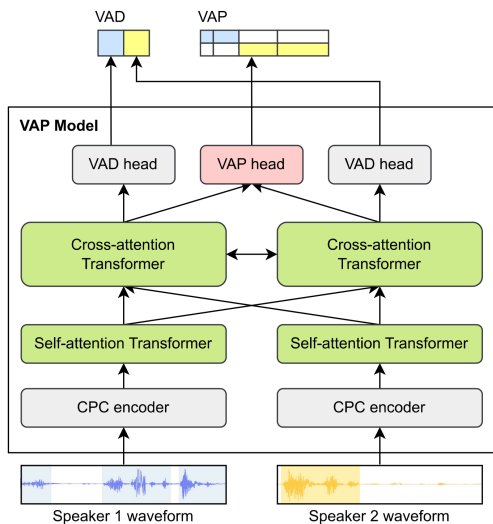 VAD
VAP
VAP Model
VAD head
VAP head
VAD head
Cross-attention
Transformer
Cross-attention
Transformer
Self-attention Transformer
Self-attention Transformer
CPC encoder
CPC encoder
Speaker 1 waveform
Speaker 2 waveform